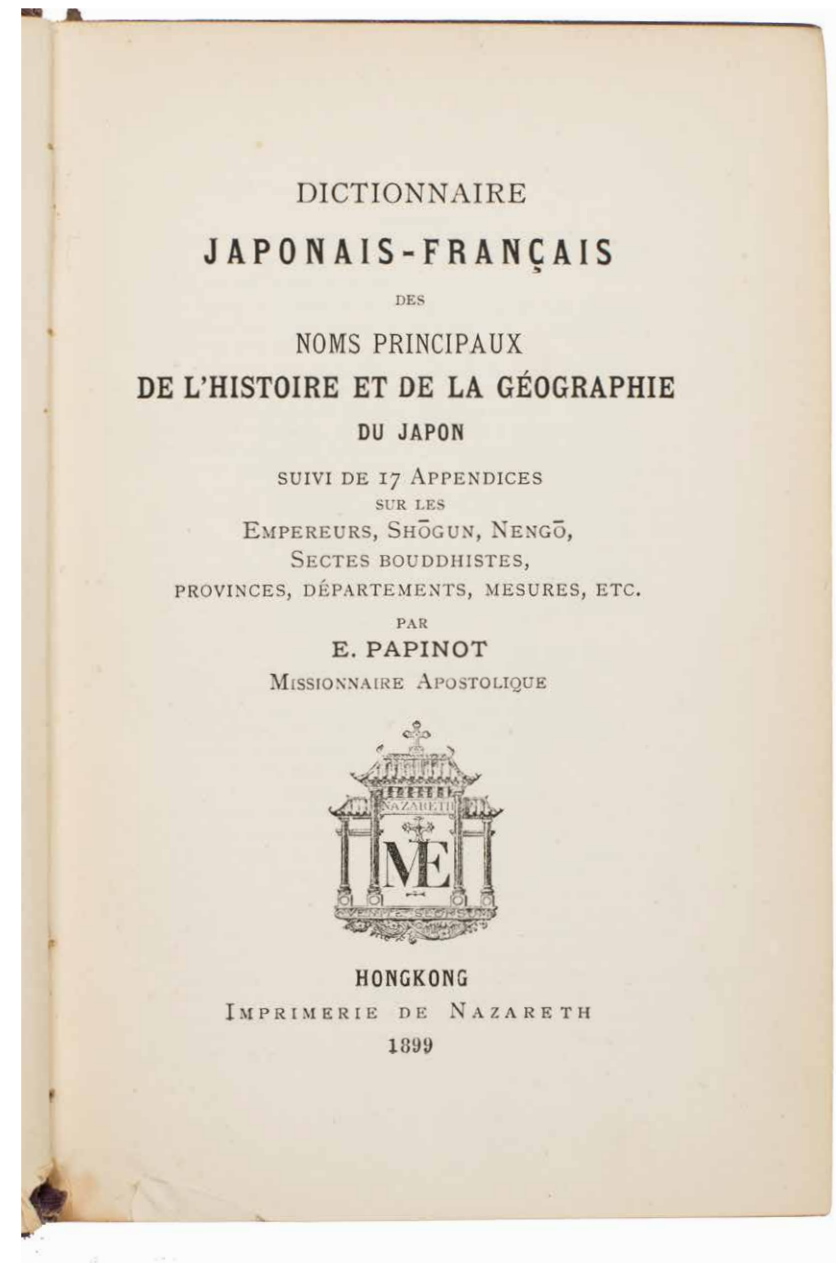 DICTIONNAIRE
JAPONAIS-FRANÇAIS
DES
NOMS PRINCIPAUX
DE L'HISTOIRE ET DE LA GÉOGRAPHIE
DU JAPON
SUIVI DE 17 APPENDICES
SUR LES
EMPEREURS, SHŌGUN, NENGŌ,
SECTES BOUDDHISTES,
PROVINCES, DÉPARTEMENTS, MESURES, ETC.
PAR
E. PAPINOT
MISSIONNAIRE APOSTOLIQUE
NAZARETH
ME
VENITE SEORSUM
HONGKONG
IMPRIMERIE DE NAZARETH
1899